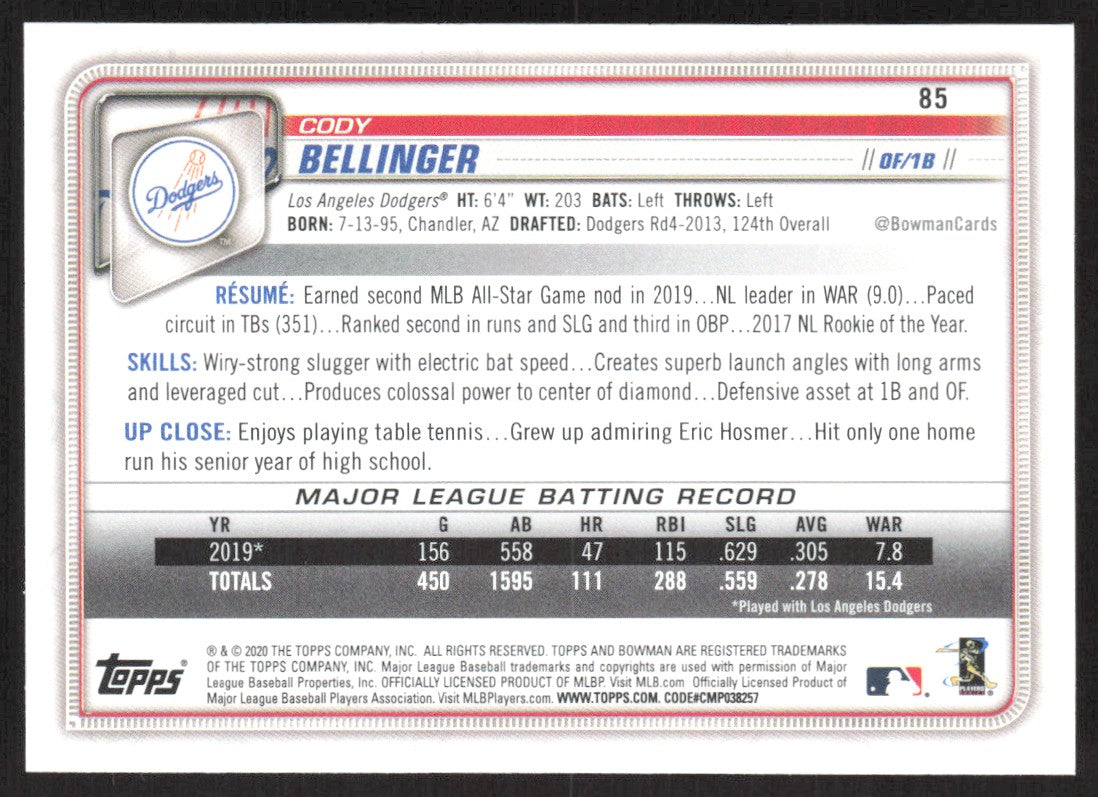 85
CODY
BELLINGER // OF/1B //
Dodgers
TM
Los Angeles Dodgers® HT: 6'4" WT: 203 BATS: Left THROWS: Left
BORN: 7-13-95, Chandler, AZ DRAFTED: Dodgers Rd4-2013, 124th Overall @BowmanCards
RÉSUMÉ: Earned second MLB All-Star Game nod in 2019...NL leader in WAR (9.0)...Paced
circuit in TBs (351)...Ranked second in runs and SLG and third in OBP...2017 NL Rookie of the Year.
SKILLS: Wiry-strong slugger with electric bat speed...Creates superb launch angles with long arms
and leveraged cut...Produces colossal power to center of diamond...Defensive asset at 1B and OF.
UP CLOSE: Enjoys playing table tennis...Grew up admiring Eric Hosmer...Hit only one home
run his senior year of high school.
MAJOR LEAGUE BATTING RECORD
YR G AB HR RBI SLG AVG WAR
2019* 156 558 47 115 .629 .305 7.8
TOTALS 450 1595 111 288 .559 .278 15.4
*Played with Los Angeles Dodgers
topps
® & © 2020 THE TOPPS COMPANY, INC. ALL RIGHTS RESERVED. TOPPS AND BOWMAN ARE REGISTERED TRADEMARKS
OF THE TOPPS COMPANY, INC. Major League Baseball trademarks and copyrights are used with permission of Major
League Baseball Properties, Inc. OFFICIALLY LICENSED PRODUCT OF MLBP. Visit MLB.com Officially Licensed Product of
Major League Baseball Players Association. Visit MLBPlayers.com. WWW.TOPPS.COM. CODE#CMP038257
PLAYERS